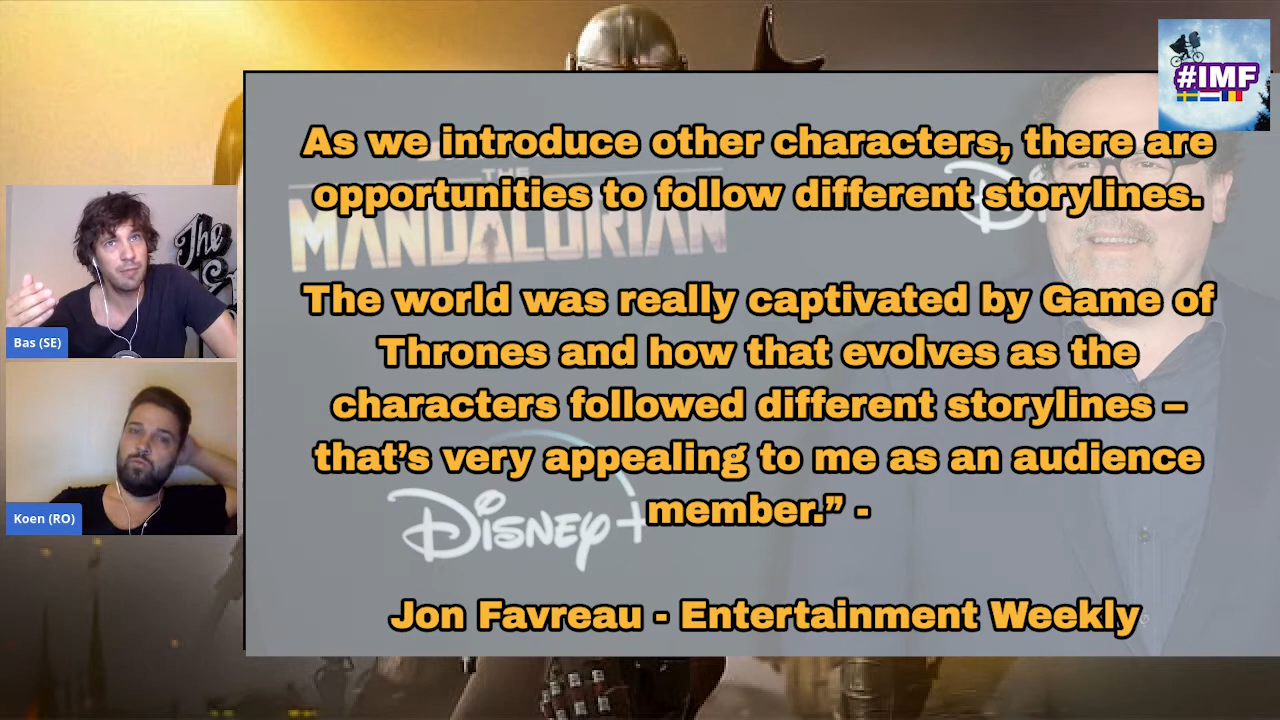 #IMF
As we introduce other characters, there are
opportunities to follow different storylines.
THE
MANDALORIAN
D
The world was really captivated by Game of
Thrones and how that evolves as the
characters followed different storylines –
that’s very appealing to me as an audience
member.” -
DISNEY+
Jon Favreau - Entertainment Weekly
The
Bas (SE)
Koen (RO)